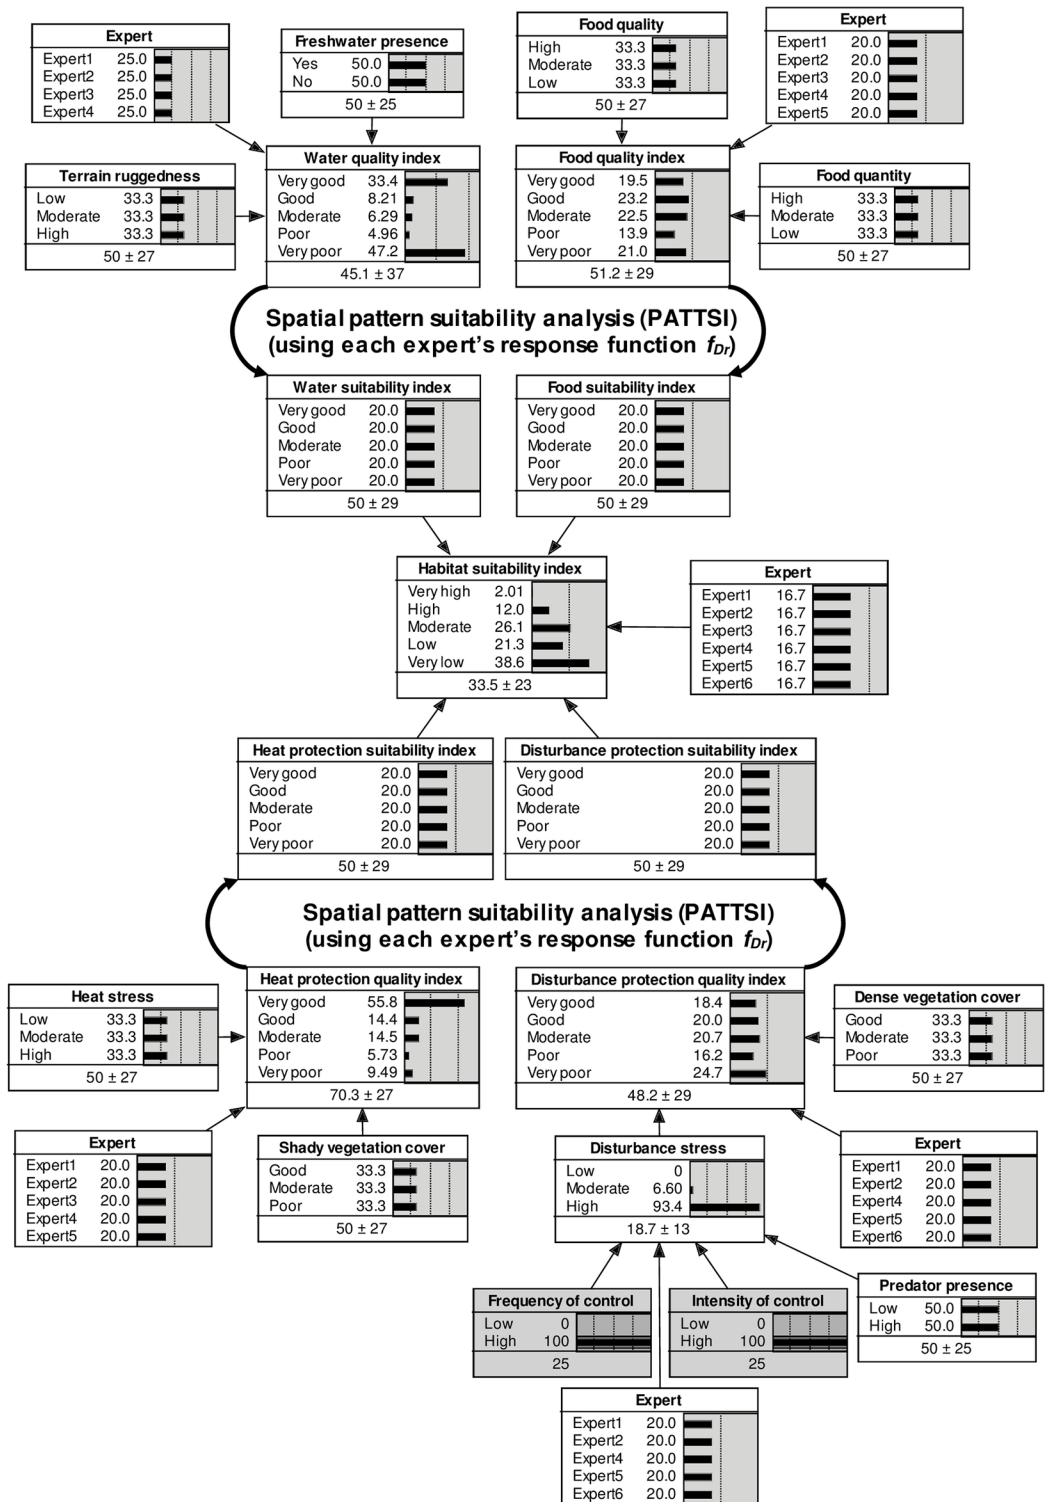 Expert
Expert1 25.0
Expert2 25.0
Expert3 25.0
Expert4 25.0
Freshwater presence
Yes 50.0
No 50.0
50 ± 25
Food quality
High 33.3
Moderate 33.3
Low 33.3
50 ± 27
Expert
Expert1 20.0
Expert2 20.0
Expert3 20.0
Expert4 20.0
Expert5 20.0
Terrain ruggedness
Low 33.3
Moderate 33.3
High 33.3
50 ± 27
Water quality index
Very good 33.4
Good 8.21
Moderate 6.29
Poor 4.96
Very poor 47.2
45.1 ± 37
Food quality index
Very good 19.5
Good 23.2
Moderate 22.5
Poor 13.9
Very poor 21.0
51.2 ± 29
Food quantity
High 33.3
Moderate 33.3
Low 33.3
50 ± 27
Spatial pattern suitability analysis (PATTSI)
(using each expert's response function fDr)
Water suitability index
Very good 20.0
Good 20.0
Moderate 20.0
Poor 20.0
Very poor 20.0
50 ± 29
Food suitability index
Very good 20.0
Good 20.0
Moderate 20.0
Poor 20.0
Very poor 20.0
50 ± 29
Habitat suitability index
Very high 2.01
High 12.0
Moderate 26.1
Low 21.3
Very low 38.6
33.5 ± 23
Expert
Expert1 16.7
Expert2 16.7
Expert3 16.7
Expert4 16.7
Expert5 16.7
Expert6 16.7
Heat protection suitability index
Very good 20.0
Good 20.0
Moderate 20.0
Poor 20.0
Very poor 20.0
50 ± 29
Disturbance protection suitability index
Very good 20.0
Good 20.0
Moderate 20.0
Poor 20.0
Very poor 20.0
50 ± 29
Spatial pattern suitability analysis (PATTSI)
(using each expert's response function fDr)
Heat stress
Low 33.3
Moderate 33.3
High 33.3
50 ± 27
Heat protection quality index
Very good 55.8
Good 14.4
Moderate 14.5
Poor 5.73
Very poor 9.49
70.3 ± 27
Disturbance protection quality index
Very good 18.4
Good 20.0
Moderate 20.7
Poor 16.2
Very poor 24.7
48.2 ± 29
Dense vegetation cover
Good 33.3
Moderate 33.3
Poor 33.3
50 ± 27
Expert
Expert1 20.0
Expert2 20.0
Expert3 20.0
Expert4 20.0
Expert5 20.0
Shady vegetation cover
Good 33.3
Moderate 33.3
Poor 33.3
50 ± 27
Disturbance stress
Low 0
Moderate 6.60
High 93.4
18.7 ± 13
Expert
Expert1 20.0
Expert2 20.0
Expert4 20.0
Expert5 20.0
Expert6 20.0
Frequency of control
Low 0
High 100
25
Intensity of control
Low 0
High 100
25
Predator presence
Low 50.0
High 50.0
50 ± 25
Expert
Expert1 20.0
Expert2 20.0
Expert4 20.0
Expert5 20.0
Expert6 20.0